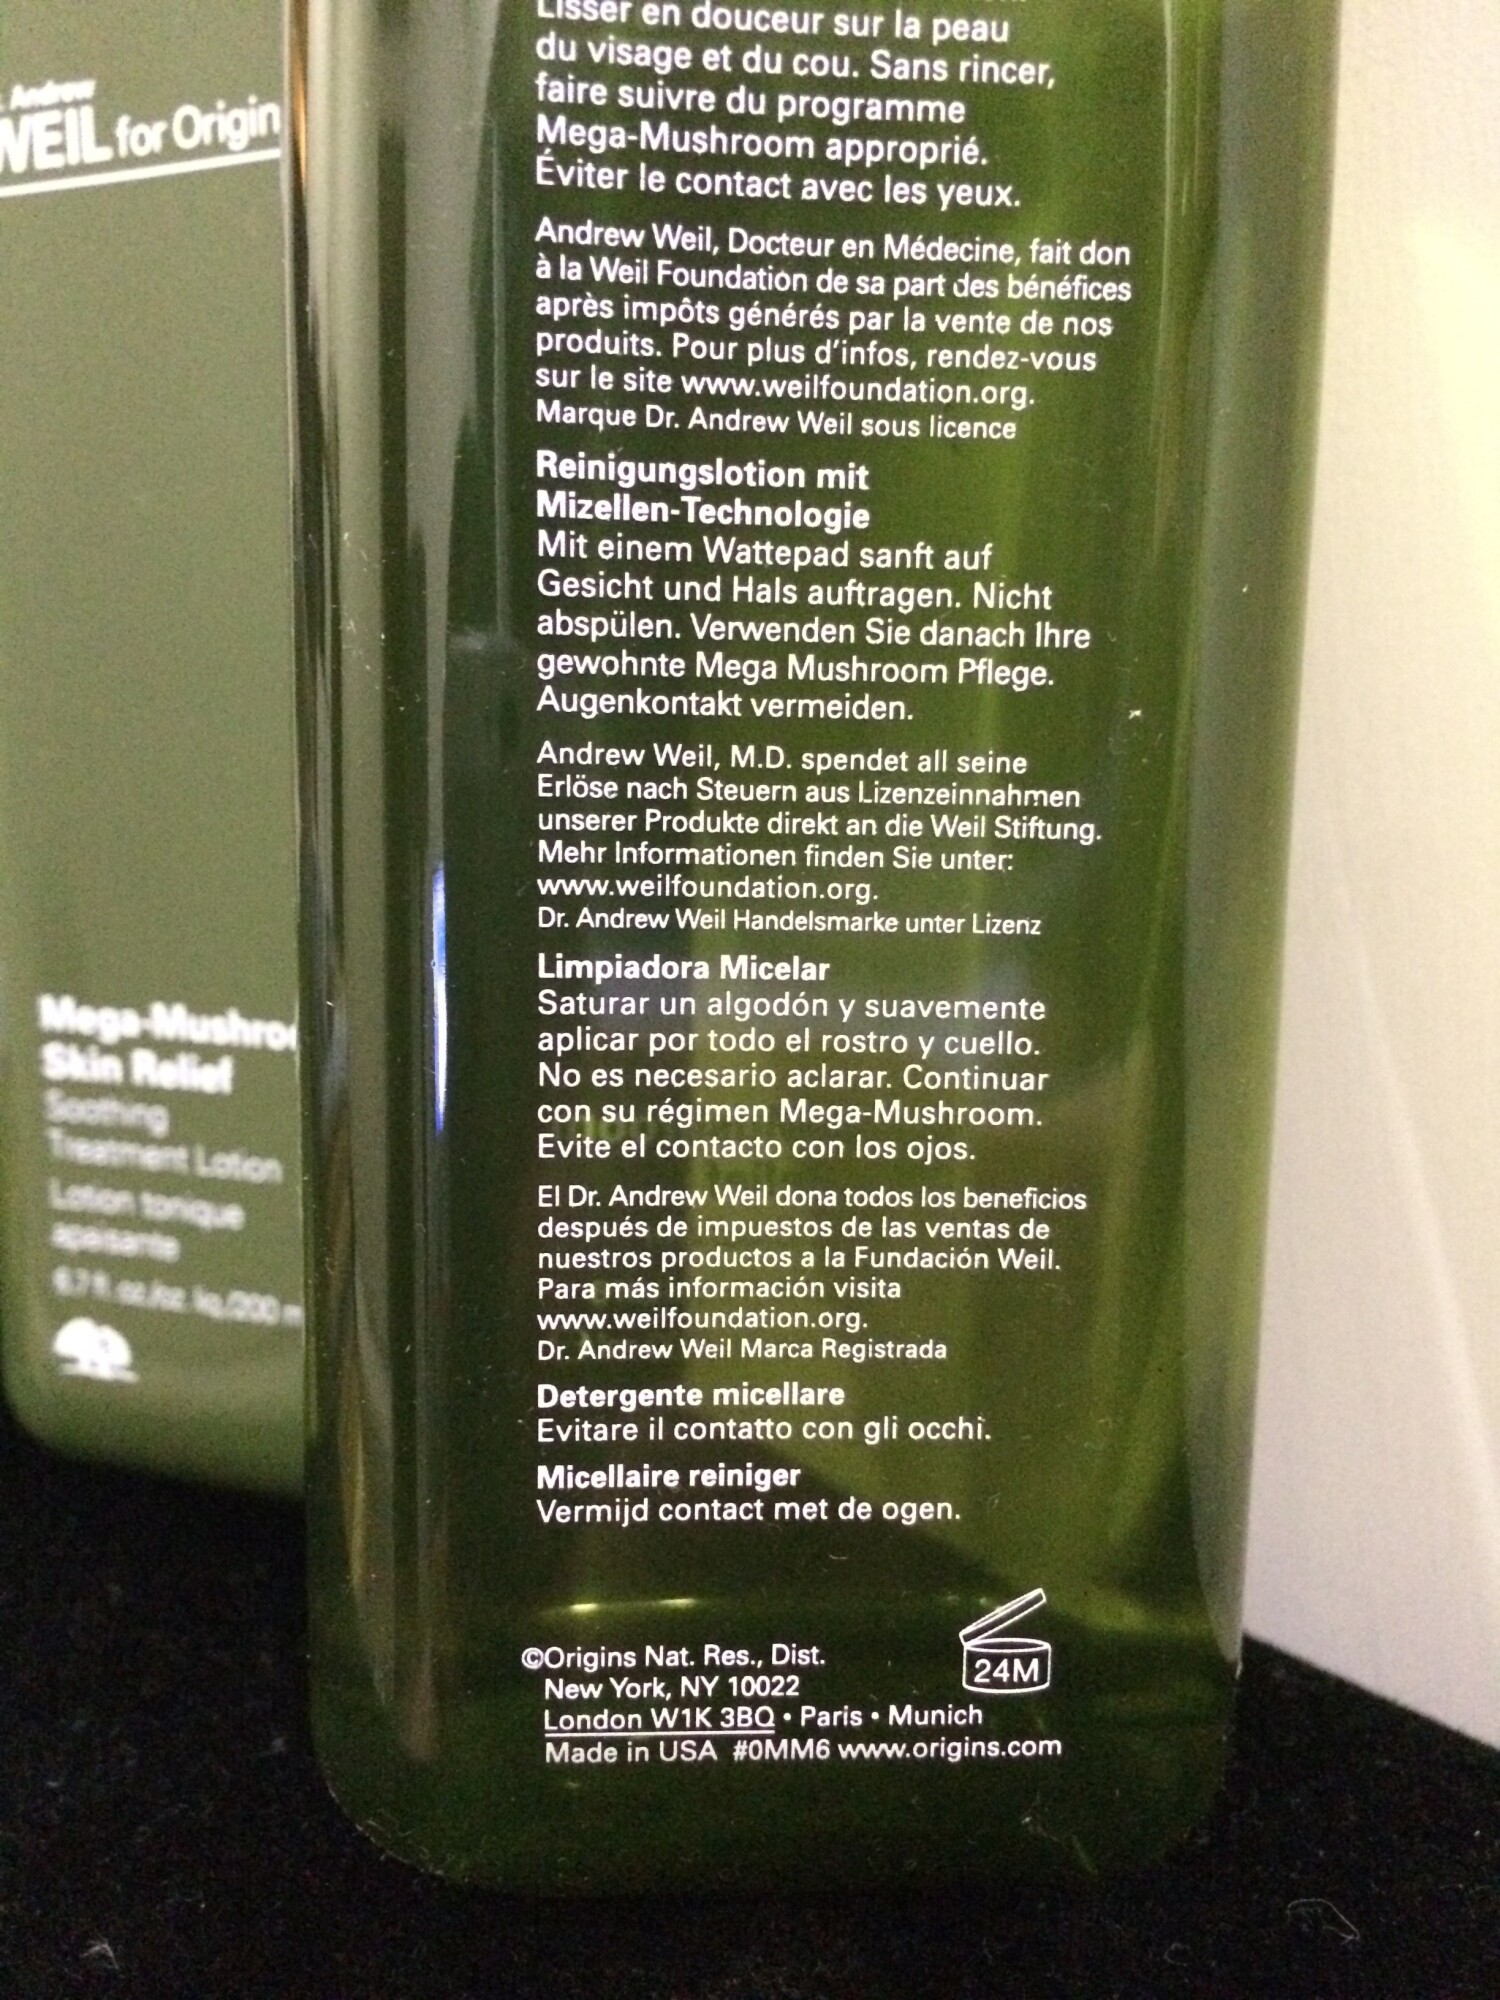 Andrew
WEIL for Origin
Mega-Mushro
Skin Relief
Soothing
Treatment Lotion
Lotion tonique
apaisante
Lisser en douceur sur la peau
du visage et du cou. Sans rincer,
faire suivre du programme
Mega-Mushroom approprié.
Éviter le contact avec les yeux.
Andrew Weil, Docteur en Médecine, fait don
à la Weil Foundation de sa part des bénéfices
après impôts générés par la vente de nos
produits. Pour plus d'infos, rendez-vous
sur le site www.weilfoundation.org.
Marque Dr. Andrew Weil sous licence
Reinigungslotion mit
Mizellen-Technologie
Mit einem Wattepad sanft auf
Gesicht und Hals auftragen. Nicht
abspülen. Verwenden Sie danach Ihre
gewohnte Mega Mushroom Pflege.
Augenkontakt vermeiden.
Andrew Weil, M.D. spendet all seine
Erlöse nach Steuern aus Lizenzeinnahmen
unserer Produkte direkt an die Weil Stiftung.
Mehr Informationen finden Sie unter:
www.weilfoundation.org.
Dr. Andrew Weil Handelsmarke unter Lizenz
Limpiadora Micelar
Saturar un algodón y suavemente
aplicar por todo el rostro y cuello.
No es necesario aclarar. Continuar
con su régimen Mega-Mushroom.
Evite el contacto con los ojos.
El Dr. Andrew Weil dona todos los beneficios
después de impuestos de las ventas de
nuestros productos a la Fundación Weil.
Para más información visita
www.weilfoundation.org.
Dr. Andrew Weil Marca Registrada
Detergente micellare
Evitare il contatto con gli occhi.
Micellaire reiniger
Vermijd contact met de ogen.
24M
©Origins Nat. Res., Dist.
New York, NY 10022
London W1K 3BQ • Paris • Munich
Made in USA #0MM6 www.origins.com